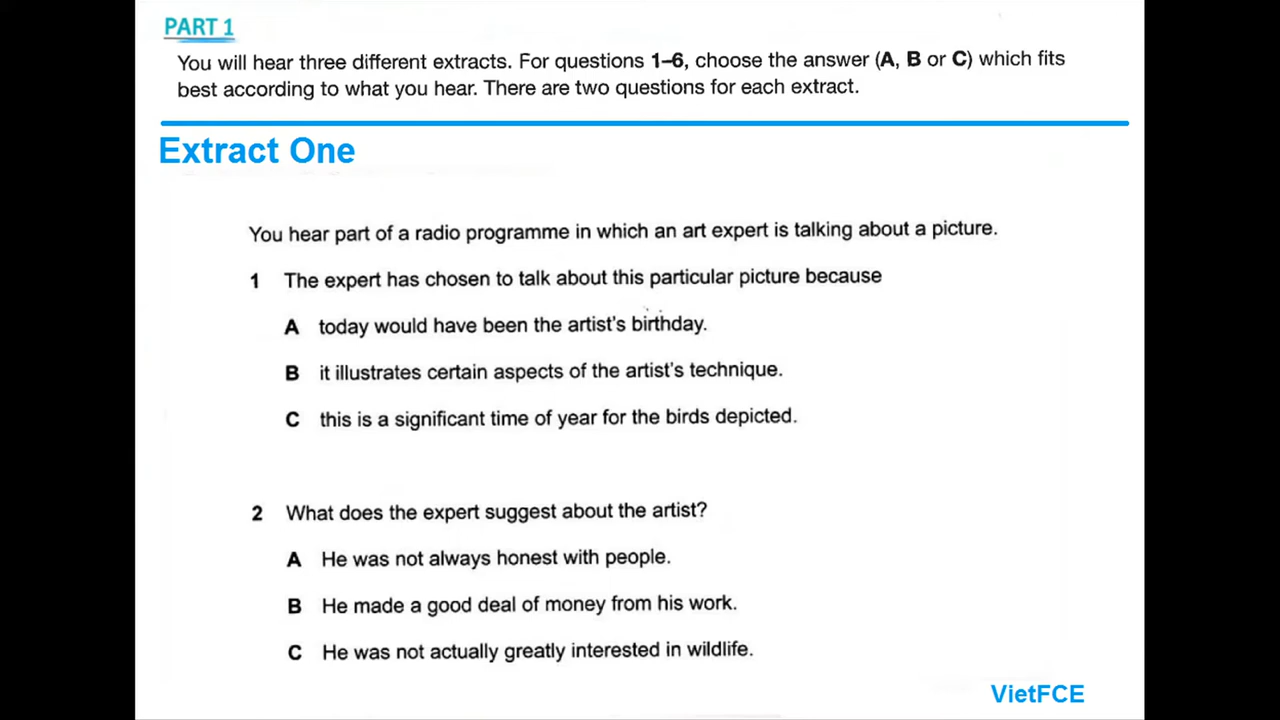 PART 1
You will hear three different extracts. For questions 1–6, choose the answer (A, B or C) which fits
best according to what you hear. There are two questions for each extract.
Extract One
You hear part of a radio programme in which an art expert is talking about a picture.
1 The expert has chosen to talk about this particular picture because
A today would have been the artist's birthday.
B it illustrates certain aspects of the artist's technique.
C this is a significant time of year for the birds depicted.
2 What does the expert suggest about the artist?
A He was not always honest with people.
B He made a good deal of money from his work.
C He was not actually greatly interested in wildlife.
VietFCE